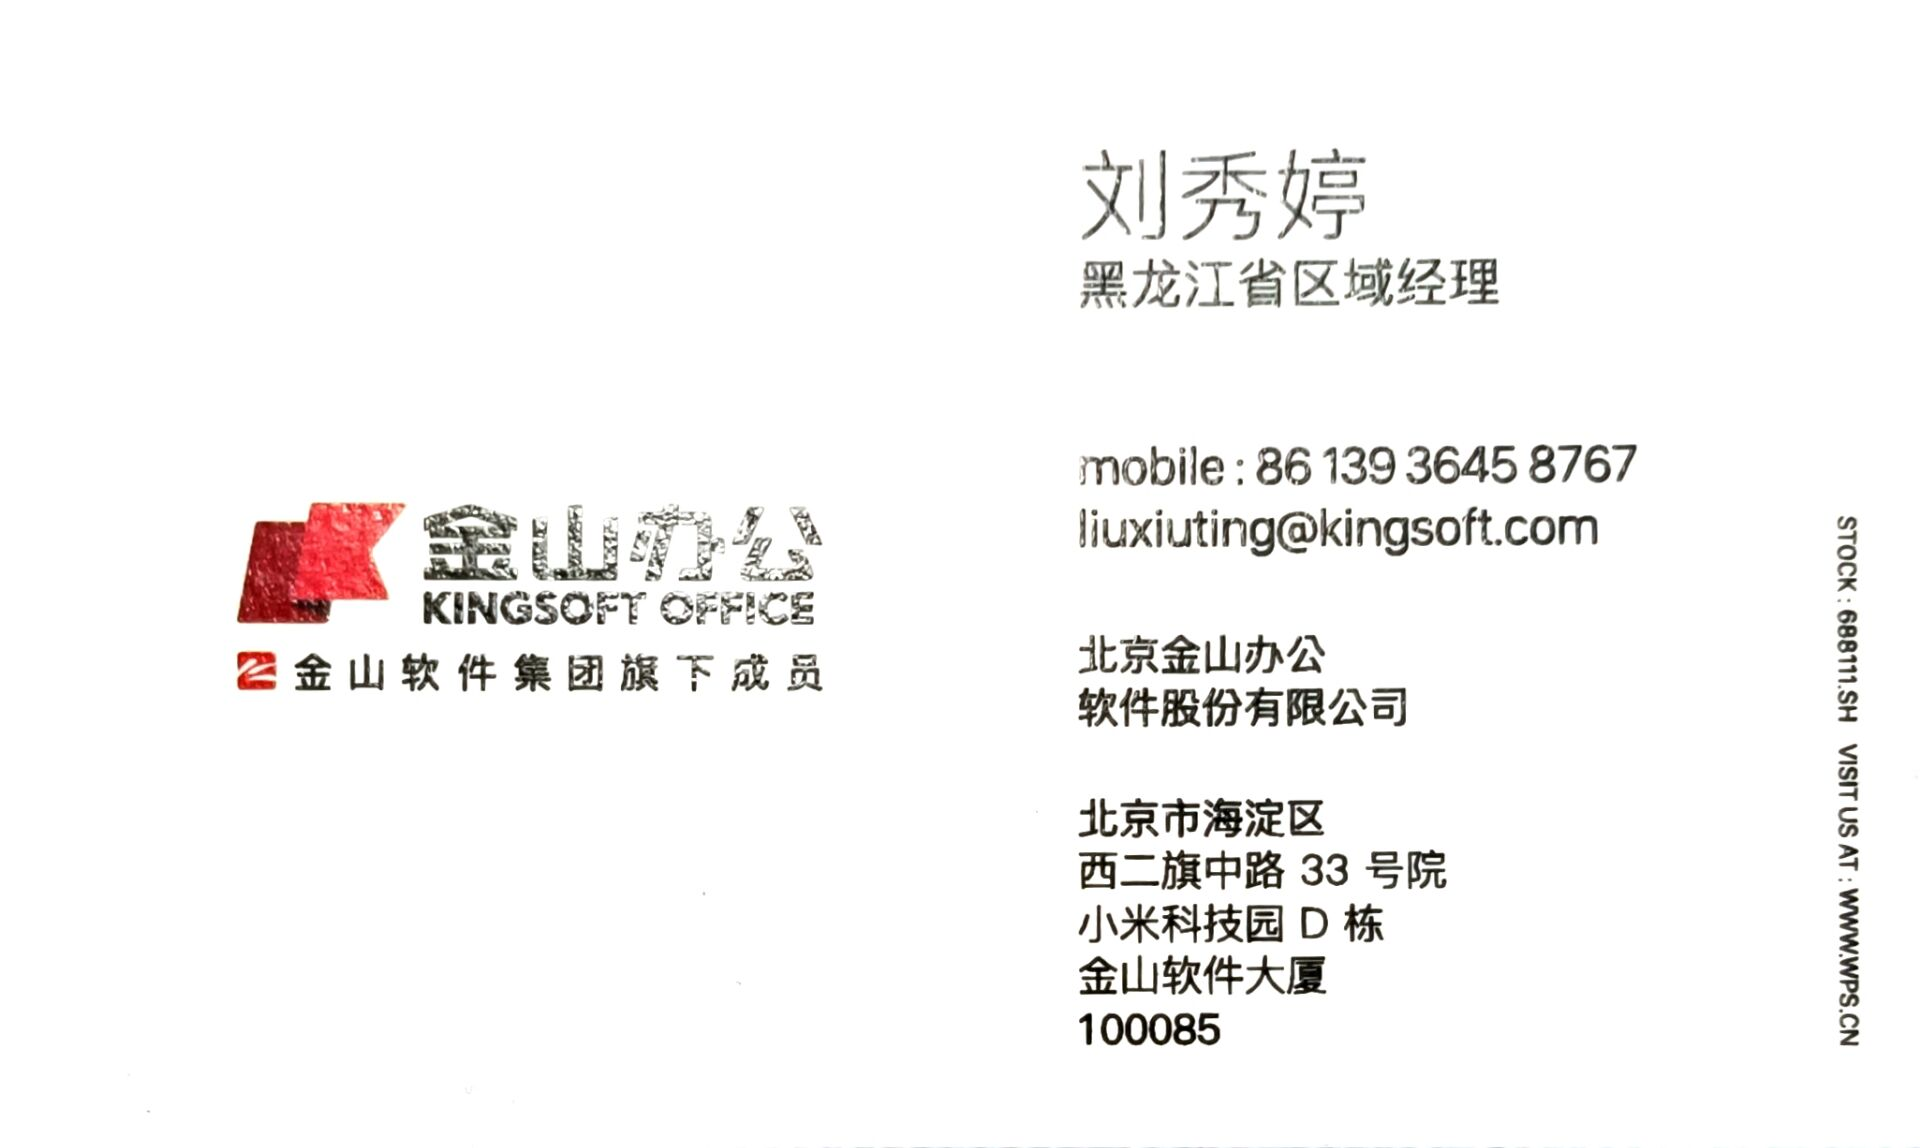 刘秀婷
黑龙江省区域经理
mobile : 86 139 3645 8767
liuxiuting@kingsoft.com
金山办公
KINGSOFT OFFICE
金山软件集团旗下成员
北京金山办公
软件股份有限公司
北京市海淀区
西二旗中路 33 号院
小米科技园 D 栋
金山软件大厦
100085
STOCK : 688111.SH VISIT US AT : WWW.WPS.CN